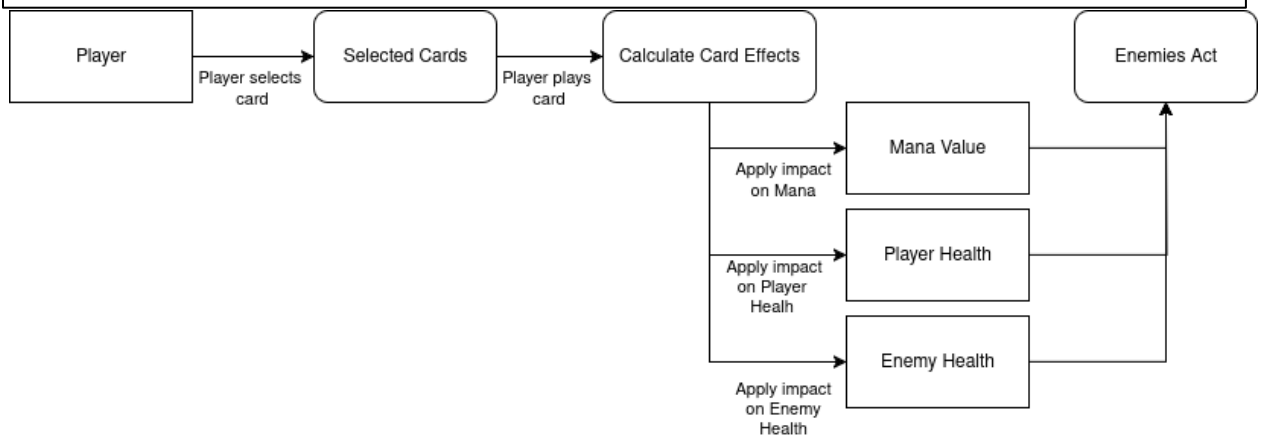 Player
Selected Cards
Calculate Card Effects
Enemies Act
Player selects
card
Player plays
card
Mana Value
Apply impact
on Mana
Player Health
Apply impact
on Player
Healh
Enemy Health
Apply impact
on Enemy
Health